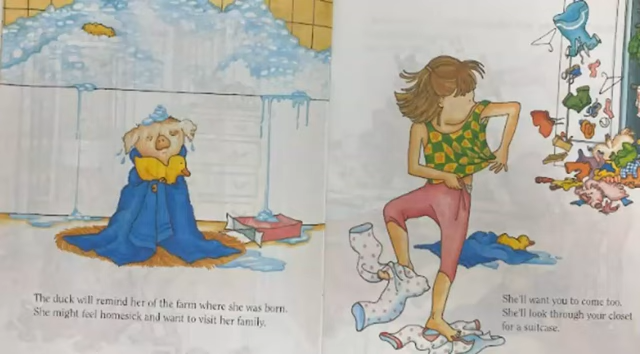 The duck will remind her of the farm where she was born.
She might feel homesick and want to visit her family.
She'll want you to come too.
She'll look through your closet
for a suitcase.